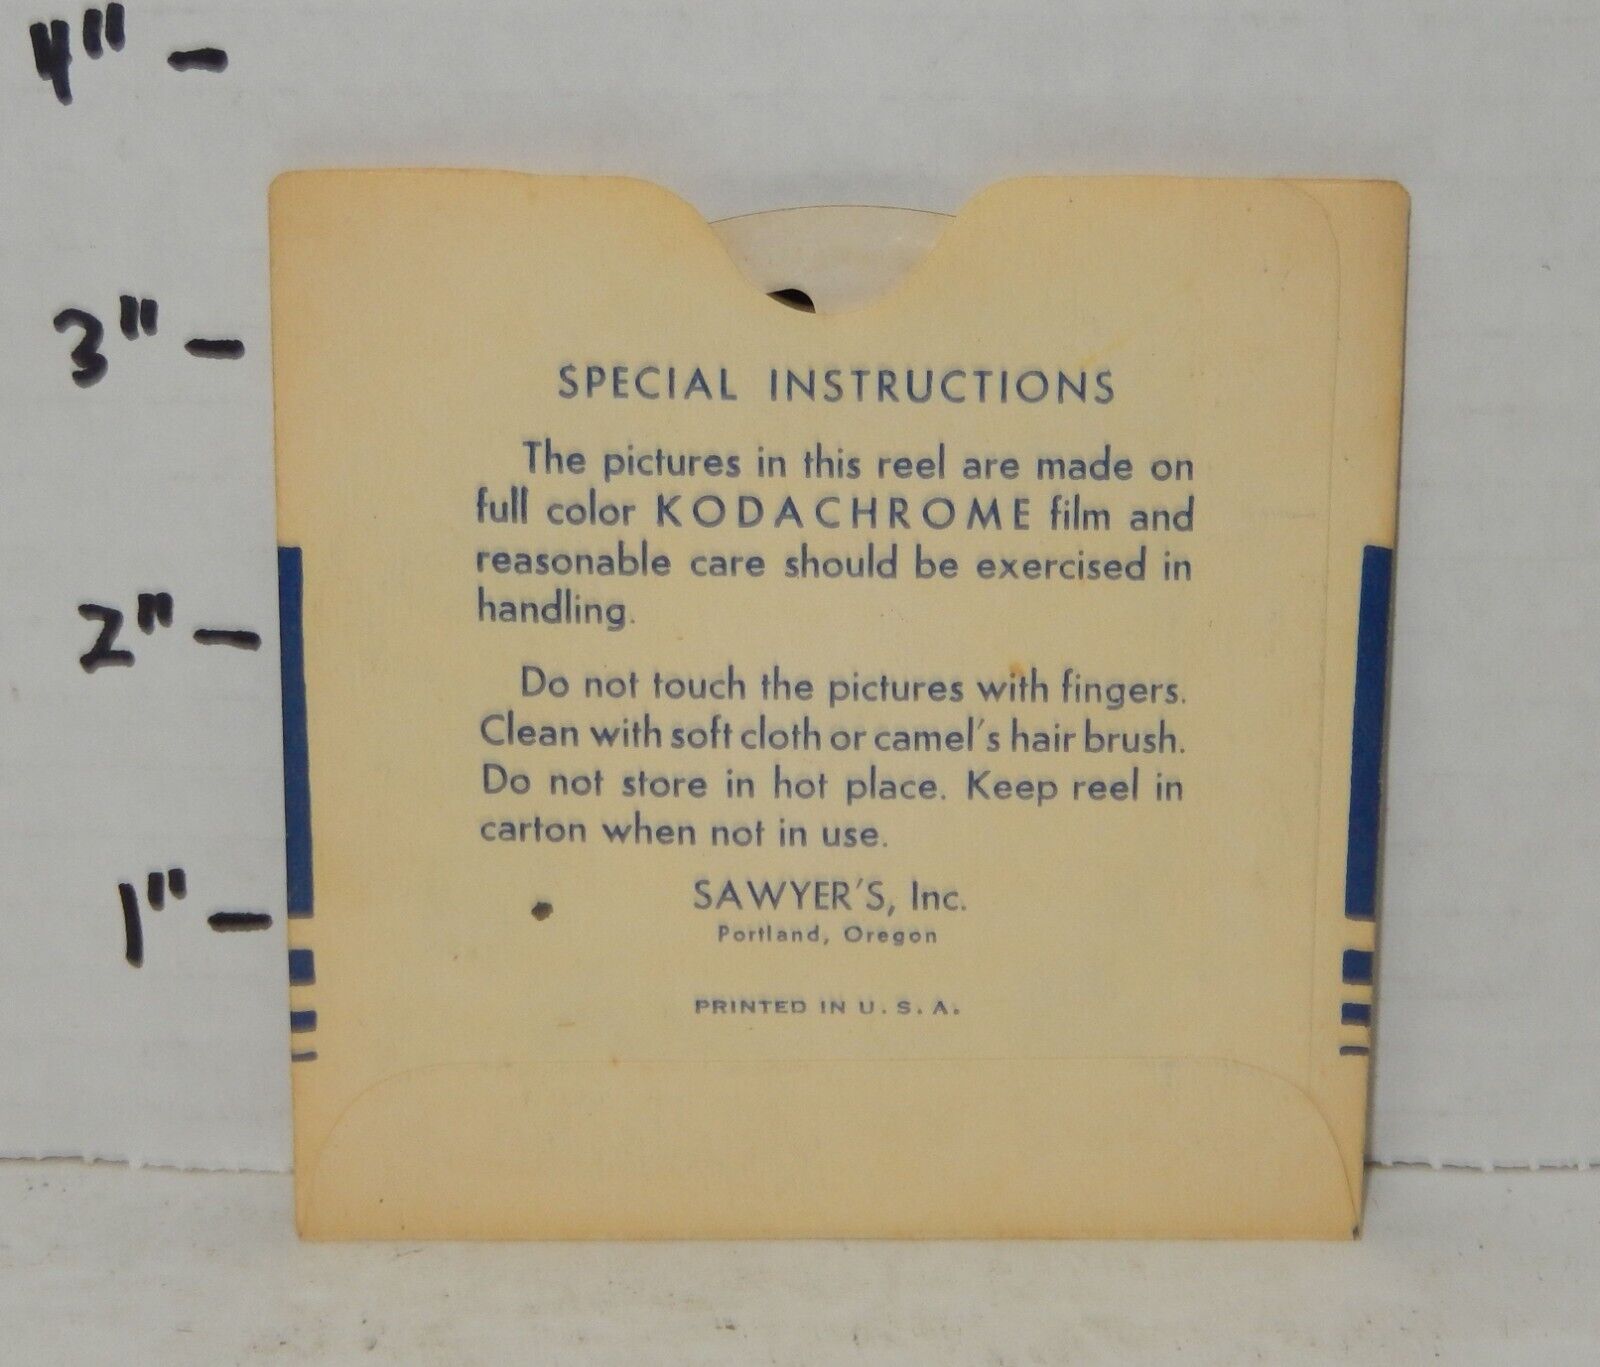 4" -
3" -
2" -
1" -
SPECIAL INSTRUCTIONS
The pictures in this reel are made on
full color KODACHROME film and
reasonable care should be exercised in
handling.
Do not touch the pictures with fingers.
Clean with soft cloth or camel's hair brush.
Do not store in hot place. Keep reel in
carton when not in use.
SAWYER'S, Inc.
Portland, Oregon
PRINTED IN U. S. A.